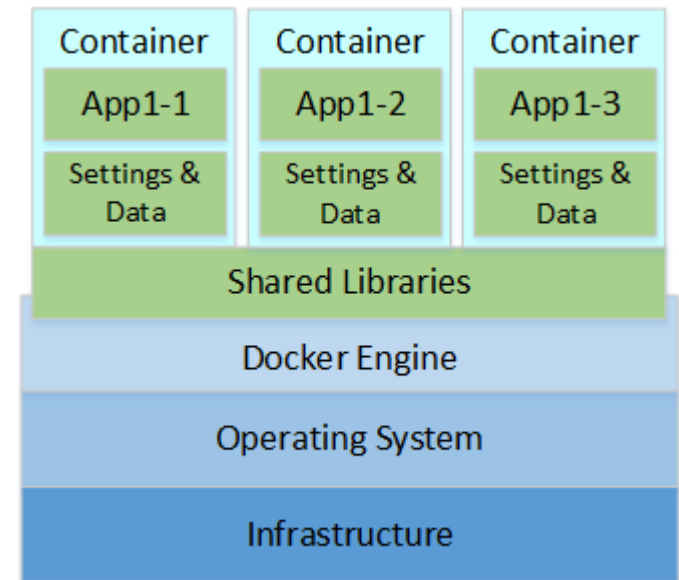 Container
Container
Container
App1-1
App1-2
App1-3
Settings &
Data
Settings &
Data
Settings &
Data
Shared Libraries
Docker Engine
Operating System
Infrastructure